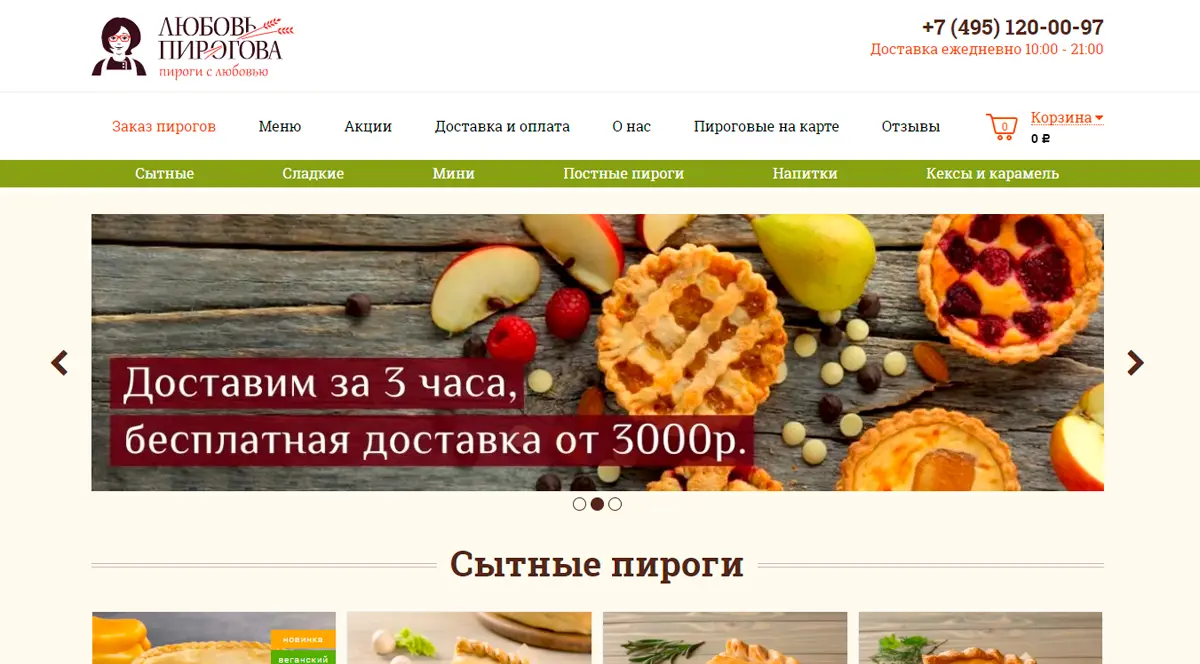 ЛЮБОВЬ
ПИРОГОВА
пироги с любовью
+7 (495) 120-00-97
Доставка ежедневно 10:00 - 21:00
Заказ пирогов Меню Акции Доставка и оплата О нас Пироговые на карте Отзывы 0 Корзина
0 ₽
Сытные Сладкие Мини Постные пироги Напитки Кексы и карамель
Доставим за 3 часа,
бесплатная доставка от 3000р.
Сытные пироги
новинка
веганский